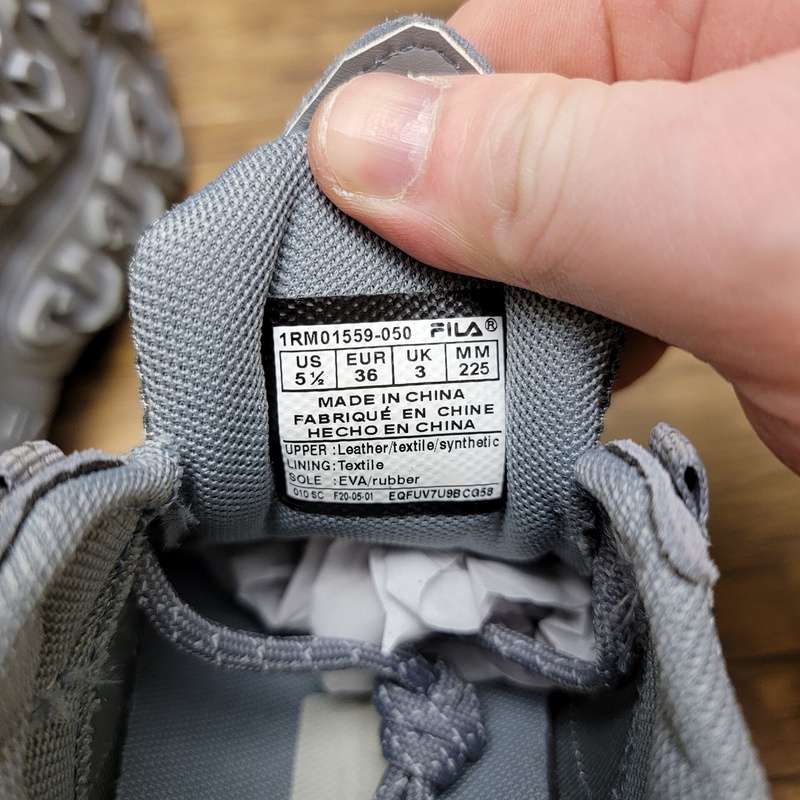 1RM01559-050 FILA®
US EUR UK MM
5½ 36 3 225
MADE IN CHINA
FABRIQUÉ EN CHINE
HECHO EN CHINA
UPPER :Leather/textile/synthetic
LINING:Textile
SOLE :EVA/rubber
010 SC F20-05-01 EQFUV7U9BCG58